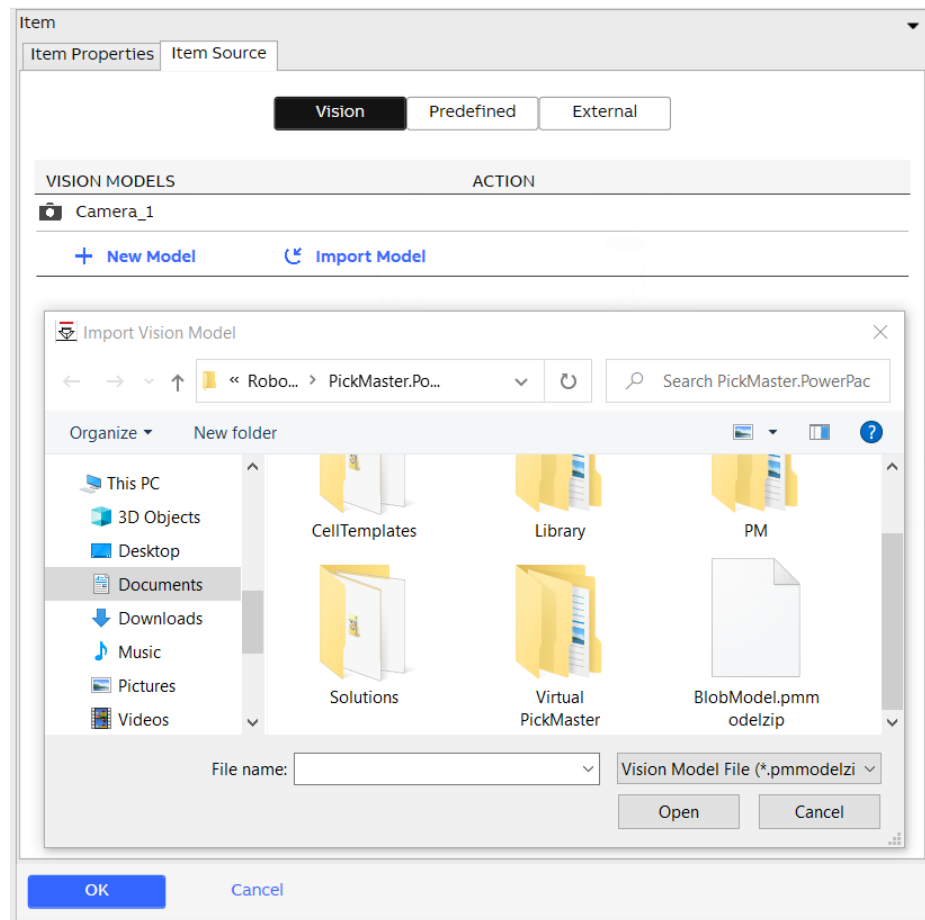 Item
Item Properties Item Source
Vision Predefined External
VISION MODELS ACTION
Camera_1
New Model Import Model
Import Vision Model
« Robo... > PickMaster.Po... Search PickMaster.PowerPac
Organize New folder
This PC
3D Objects
Desktop
Documents
Downloads
Music
Pictures
Videos
CellTemplates Library PM
Solutions Virtual PickMaster BlobModel.pmm
odelzip
File name: Vision Model File (*.pmmodelzi
Open Cancel
OK Cancel